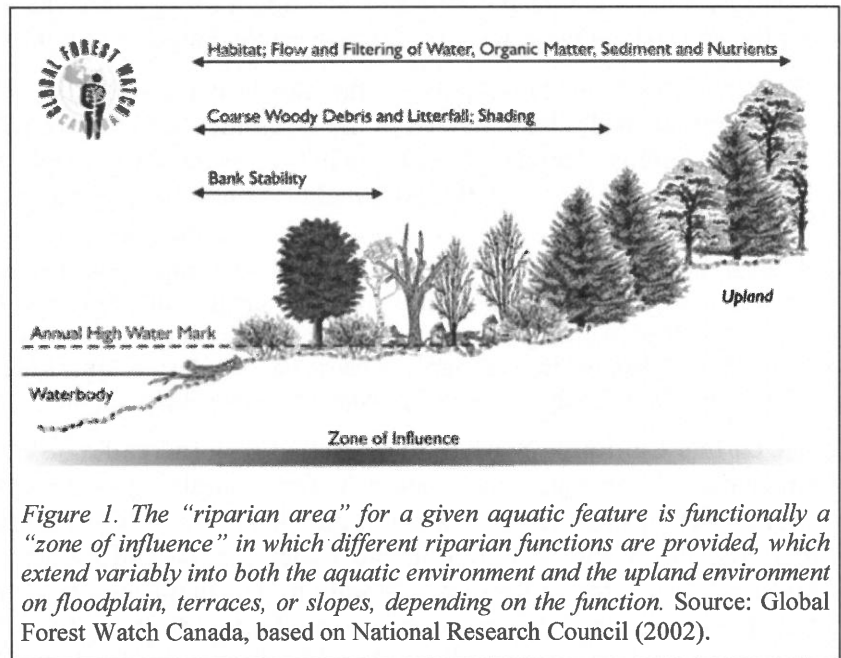 GLOBAL FOREST WATCH
CANADA
Habitat; Flow and Filtering of Water, Organic Matter, Sediment and Nutrients
Coarse Woody Debris and Litterfall; Shading
Bank Stability
Upland
Annual High Water Mark
Waterbody
Zone of Influence
Figure 1. The “riparian area” for a given aquatic feature is functionally a
“zone of influence” in which different riparian functions are provided, which
extend variably into both the aquatic environment and the upland environment
on floodplain, terraces, or slopes, depending on the function. Source: Global
Forest Watch Canada, based on National Research Council (2002).